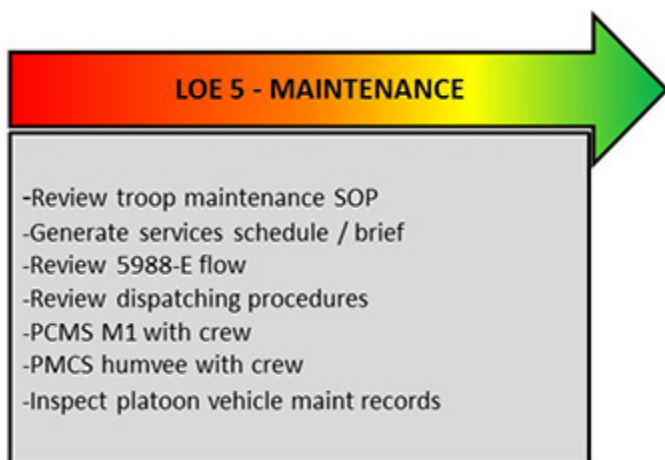 LOE 5 - MAINTENANCE
-Review troop maintenance SOP
-Generate services schedule / brief
-Review 5988-E flow
-Review dispatching procedures
-PCMS M1 with crew
-PMCS humvee with crew
-Inspect platoon vehicle maint records